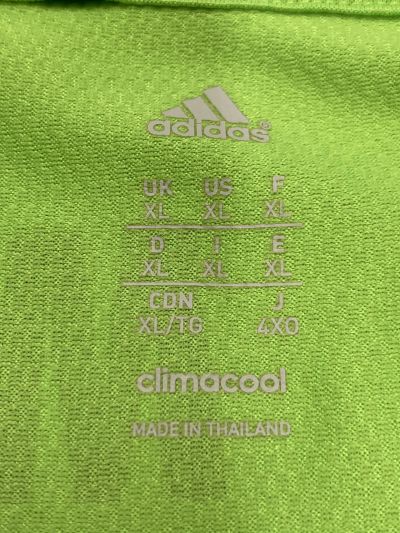 adidas®
UK US F
XL XL XL
D I E
XL XL XL
CDN J
XL/TG 4XO
climacool
MADE IN THAILAND